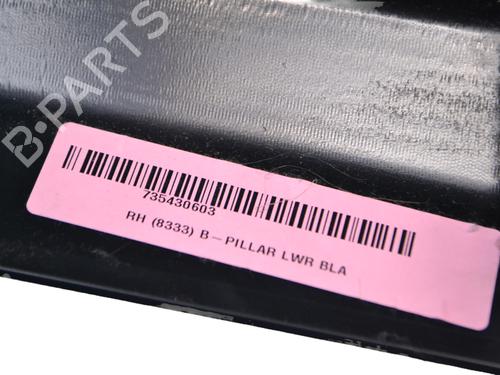 B-PARTS
735430603
RH (8333) B-PILLAR LWR BLA